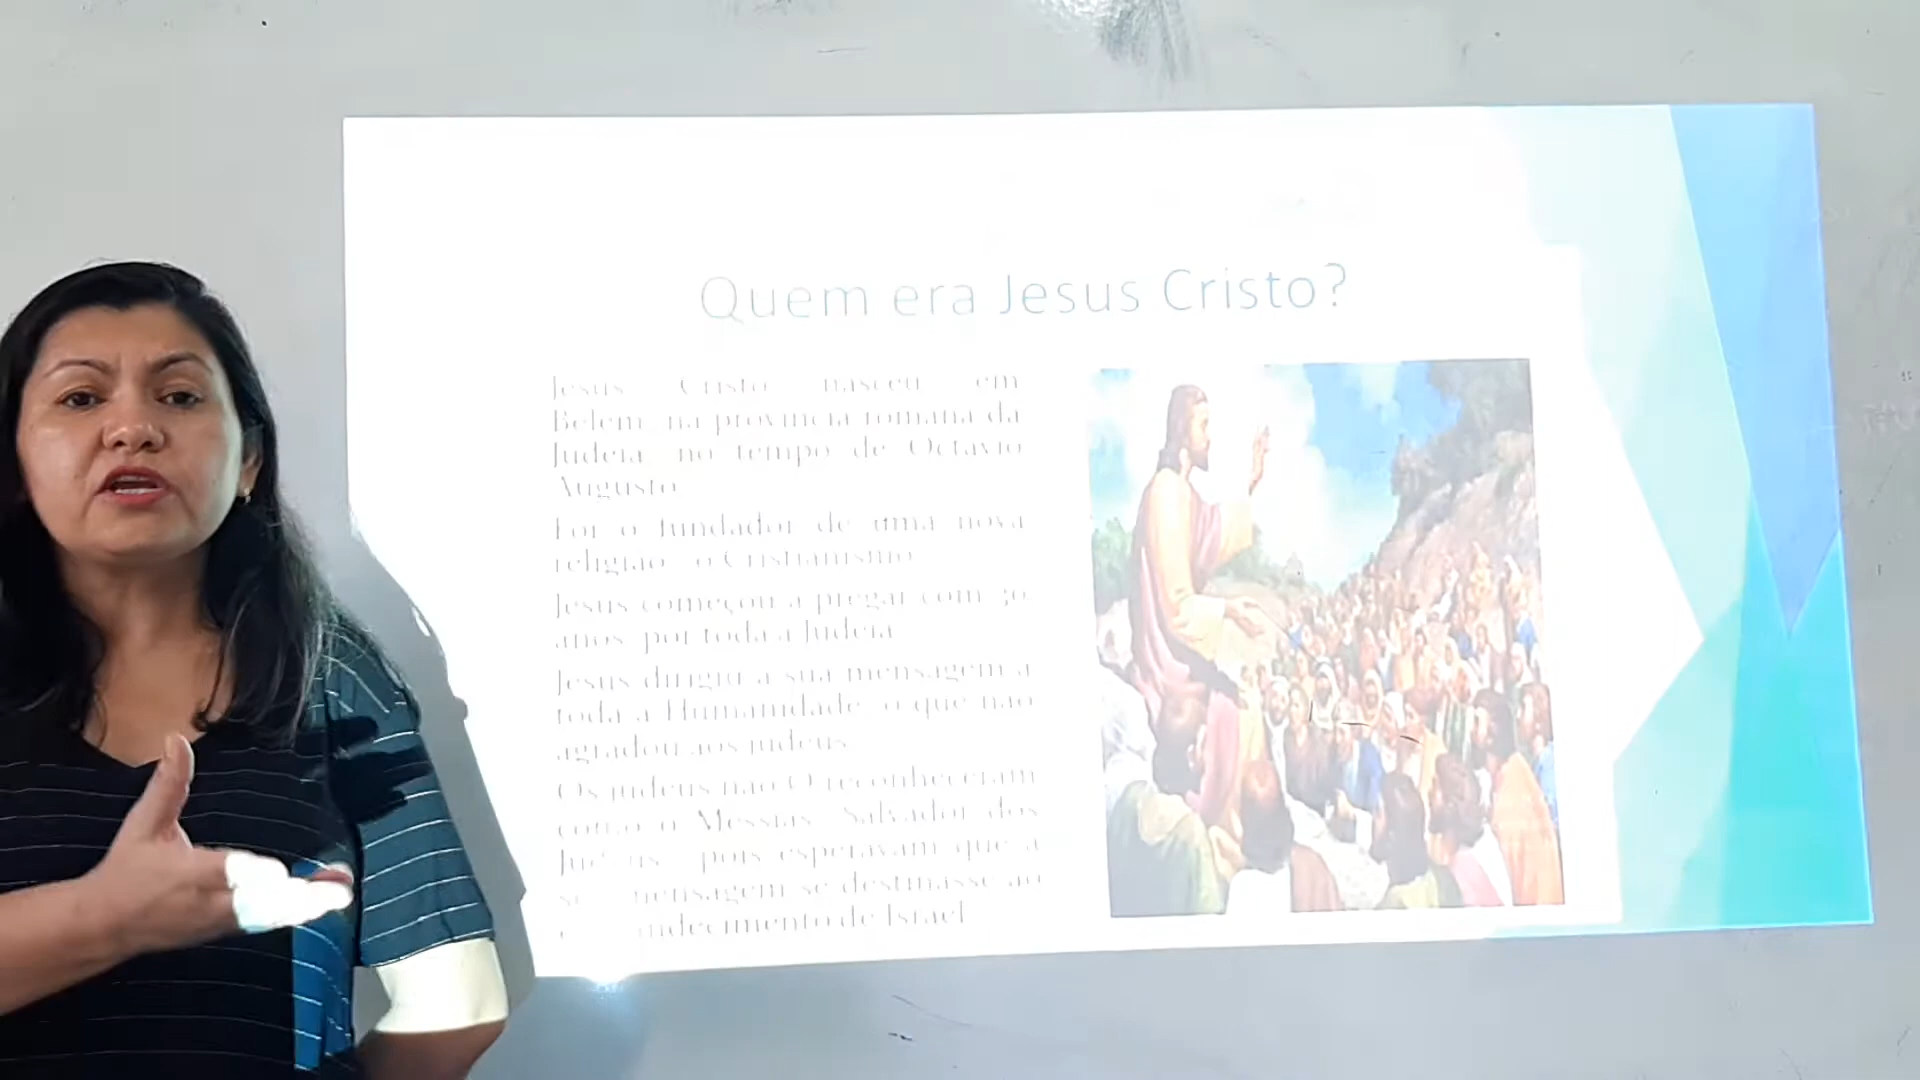 Quem era Jesus Cristo?
Jesus Cristo nasceu em
Belém, na província romana da
Judeia, no tempo de Octávio
Augusto.
Foi o fundador de uma nova
religião - o Cristianismo.
Jesus começou a pregar com 30
anos, por toda a Judeia.
Jesus dirigiu a sua mensagem a
toda a Humanidade, o que não
agradou aos judeus.
Os judeus não O reconheceram
como o Messias, Salvador dos
pois esperavam que a
mensagem se destinasse ao
de Israel